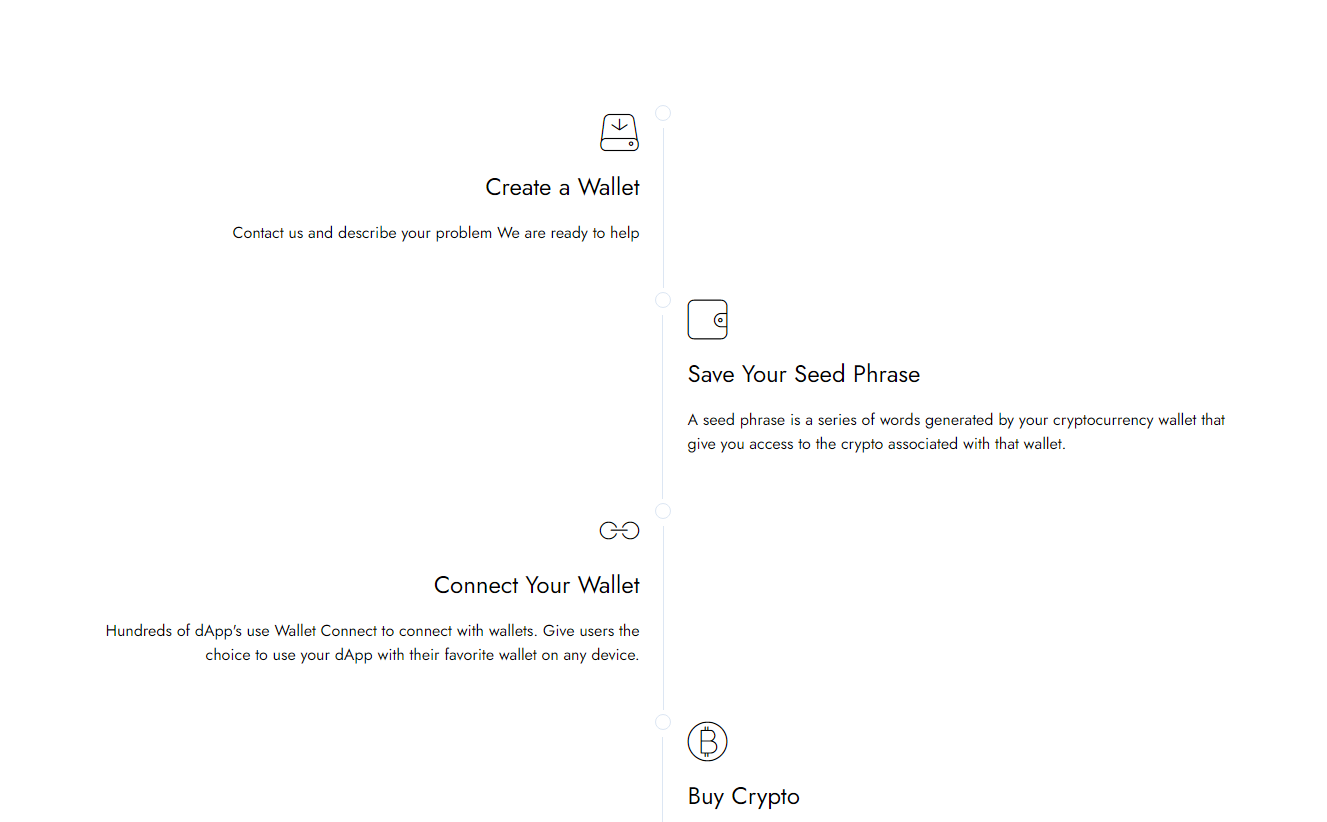 Create a Wallet
Contact us and describe your problem We are ready to help
Save Your Seed Phrase
A seed phrase is a series of words generated by your cryptocurrency wallet that
give you access to the crypto associated with that wallet.
Connect Your Wallet
Hundreds of dApp's use Wallet Connect to connect with wallets. Give users the
choice to use your dApp with their favorite wallet on any device.
Buy Crypto